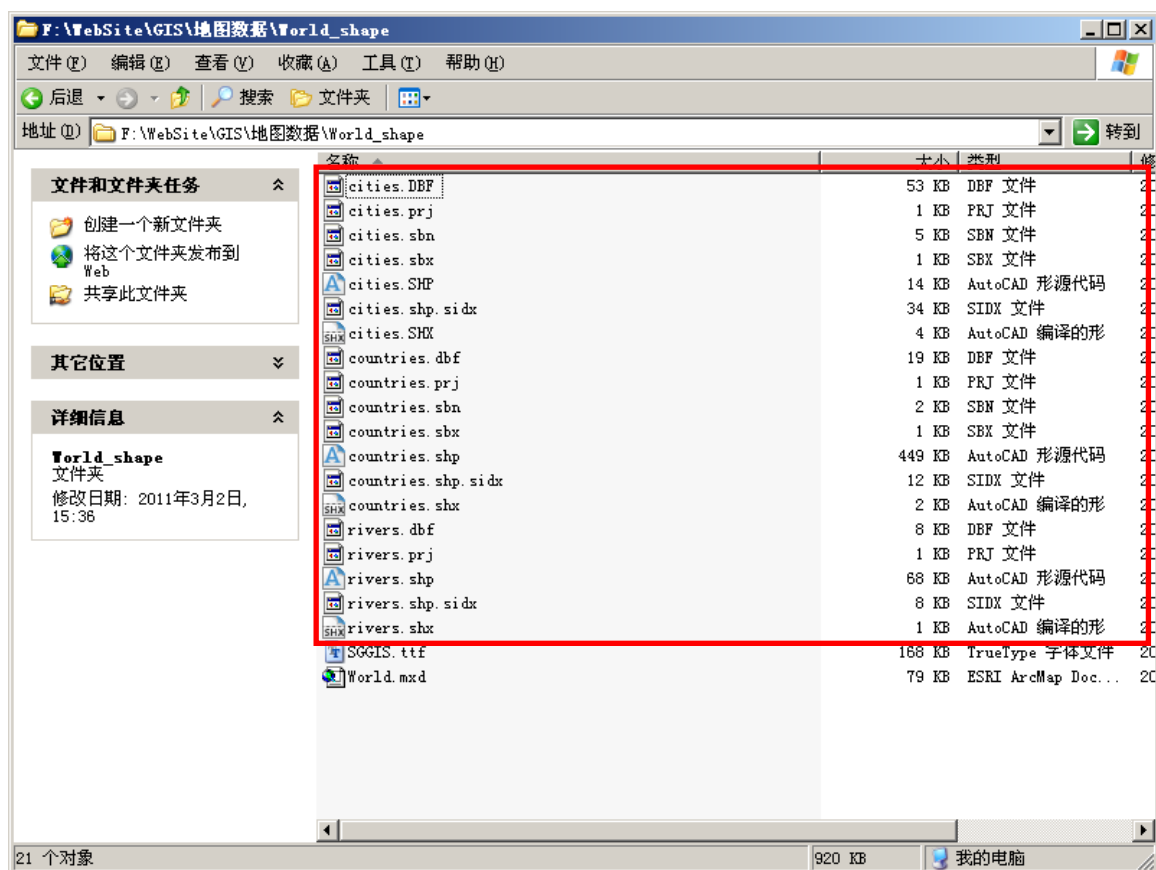 F:\WebSite\GIS\地图数据\World_shape
文件(F) 编辑(E) 查看(V) 收藏(A) 工具(T) 帮助(H)
后退 搜索 文件夹
地址(D) F:\WebSite\GIS\地图数据\World_shape 转到
文件和文件夹任务
创建一个新文件夹
将这个文件夹发布到
Web
共享此文件夹
其它位置
详细信息
World_shape
文件夹
修改日期: 2011年3月2日,
15:36
名称 大小 类型 修
cities.DBF 53 KB DBF 文件
cities.prj 1 KB PRJ 文件
cities.sbn 5 KB SBN 文件
cities.sbx 1 KB SBX 文件
cities.SHP 14 KB AutoCAD 形源代码
cities.shp.sidx 34 KB SIDX 文件
SHX cities.SHX 4 KB AutoCAD 编译的形
countries.dbf 19 KB DBF 文件
countries.prj 1 KB PRJ 文件
countries.sbn 2 KB SBN 文件
countries.sbx 1 KB SBX 文件
countries.shp 449 KB AutoCAD 形源代码
countries.shp.sidx 12 KB SIDX 文件
SHX countries.shx 2 KB AutoCAD 编译的形
rivers.dbf 8 KB DBF 文件
rivers.prj 1 KB PRJ 文件
rivers.shp 68 KB AutoCAD 形源代码
rivers.shp.sidx 8 KB SIDX 文件
SHX rivers.shx 1 KB AutoCAD 编译的形
SGGIS.ttf 168 KB TrueType 字体文件 20
World.mxd 79 KB ESRI ArcMap Doc... 20
21 个对象 920 KB 我的电脑